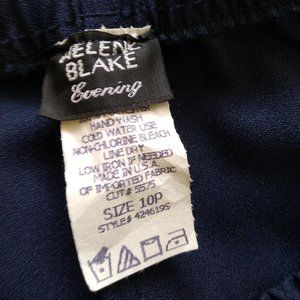 HELENE
BLAKE
Evening
HAND WASH
COLD WATER USE
NON-CHLORINE BLEACH
LINE DRY
LOW IRON IF NEEDED
MADE IN U.S.A.
OF IMPORTED FABRIC
CUT# 5575
SIZE 10P
STYLE# 4246195